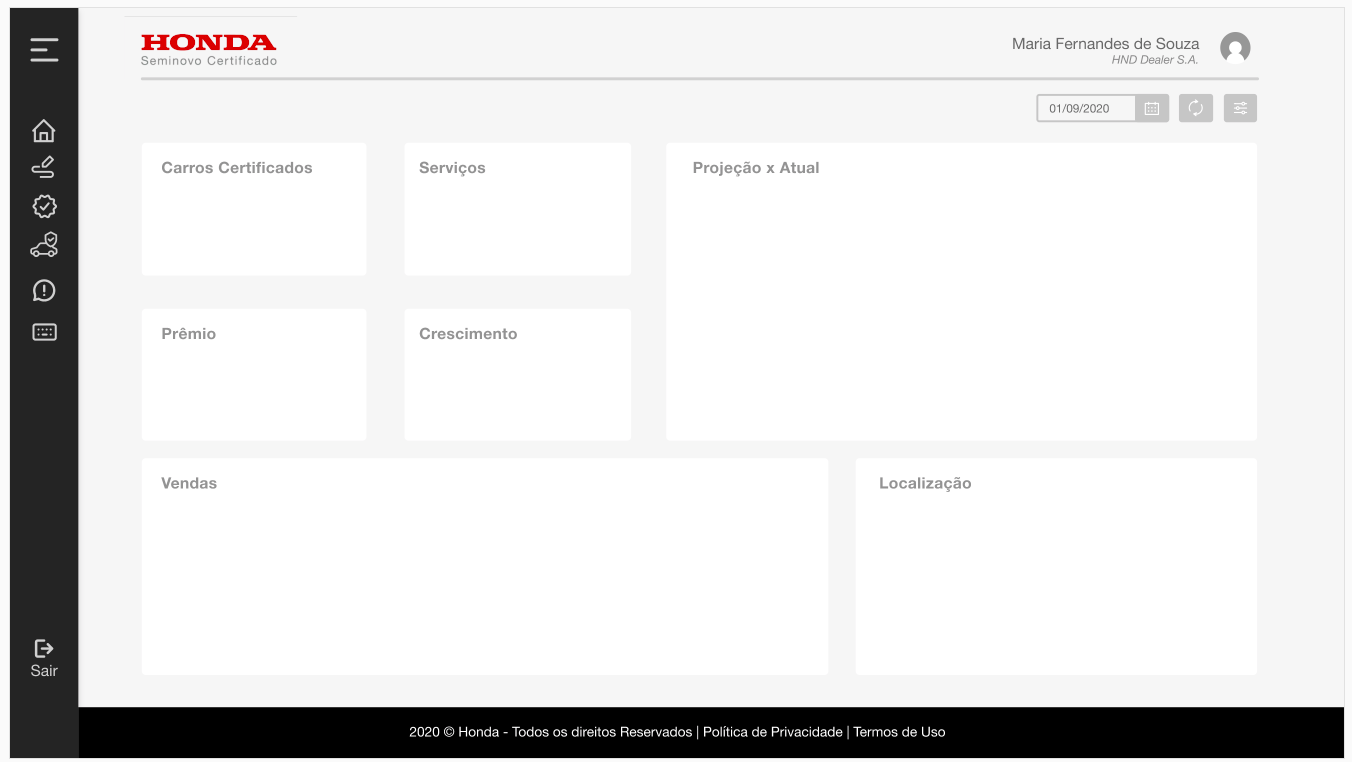 HONDA
Seminovo Certificado
Maria Fernandes de Souza
HND Dealer S.A.
01/09/2020
Carros Certificados
Serviços
Projeção x Atual
Prêmio
Crescimento
Vendas
Localização
Sair
2020 © Honda - Todos os direitos Reservados | Política de Privacidade | Termos de Uso